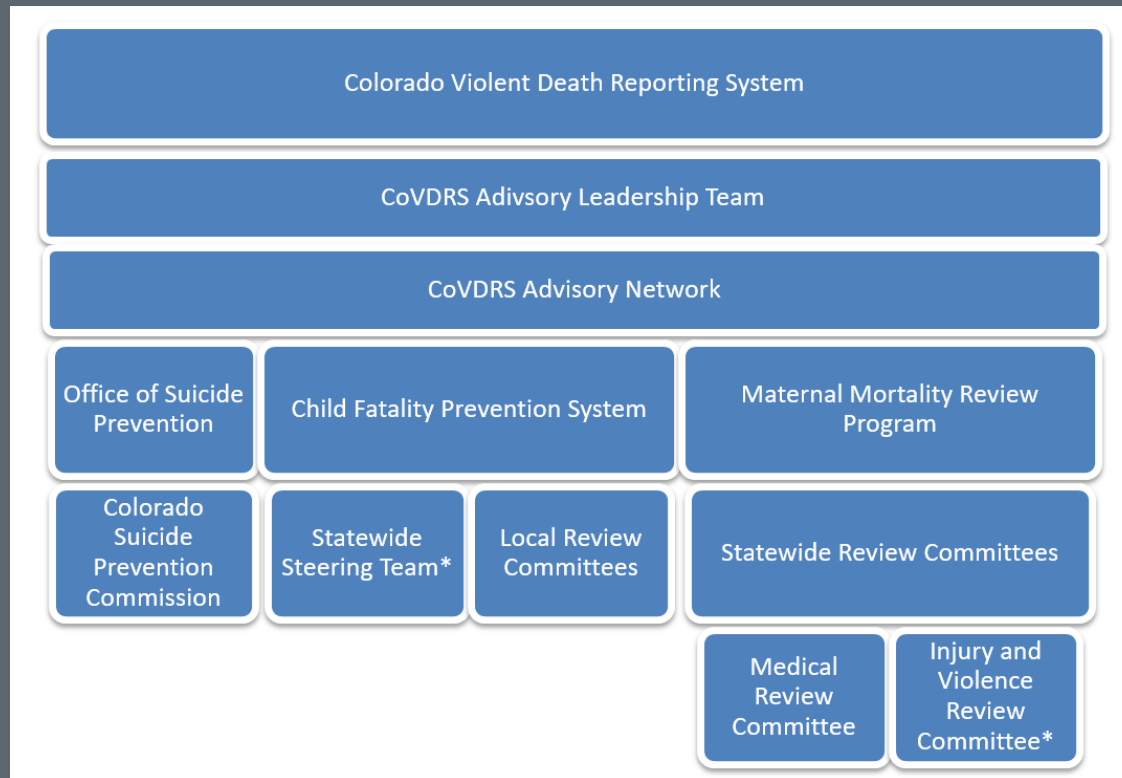 Colorado Violent Death Reporting System
CoVDRS Adivsory Leadership Team
CoVDRS Advisory Network
Office of Suicide
Prevention
Child Fatality Prevention System
Maternal Mortality Review
Program
Colorado
Suicide
Prevention
Commission
Statewide
Steering Team*
Local Review
Committees
Statewide Review Committees
Medical
Review
Committee
Injury and
Violence
Review
Committee*